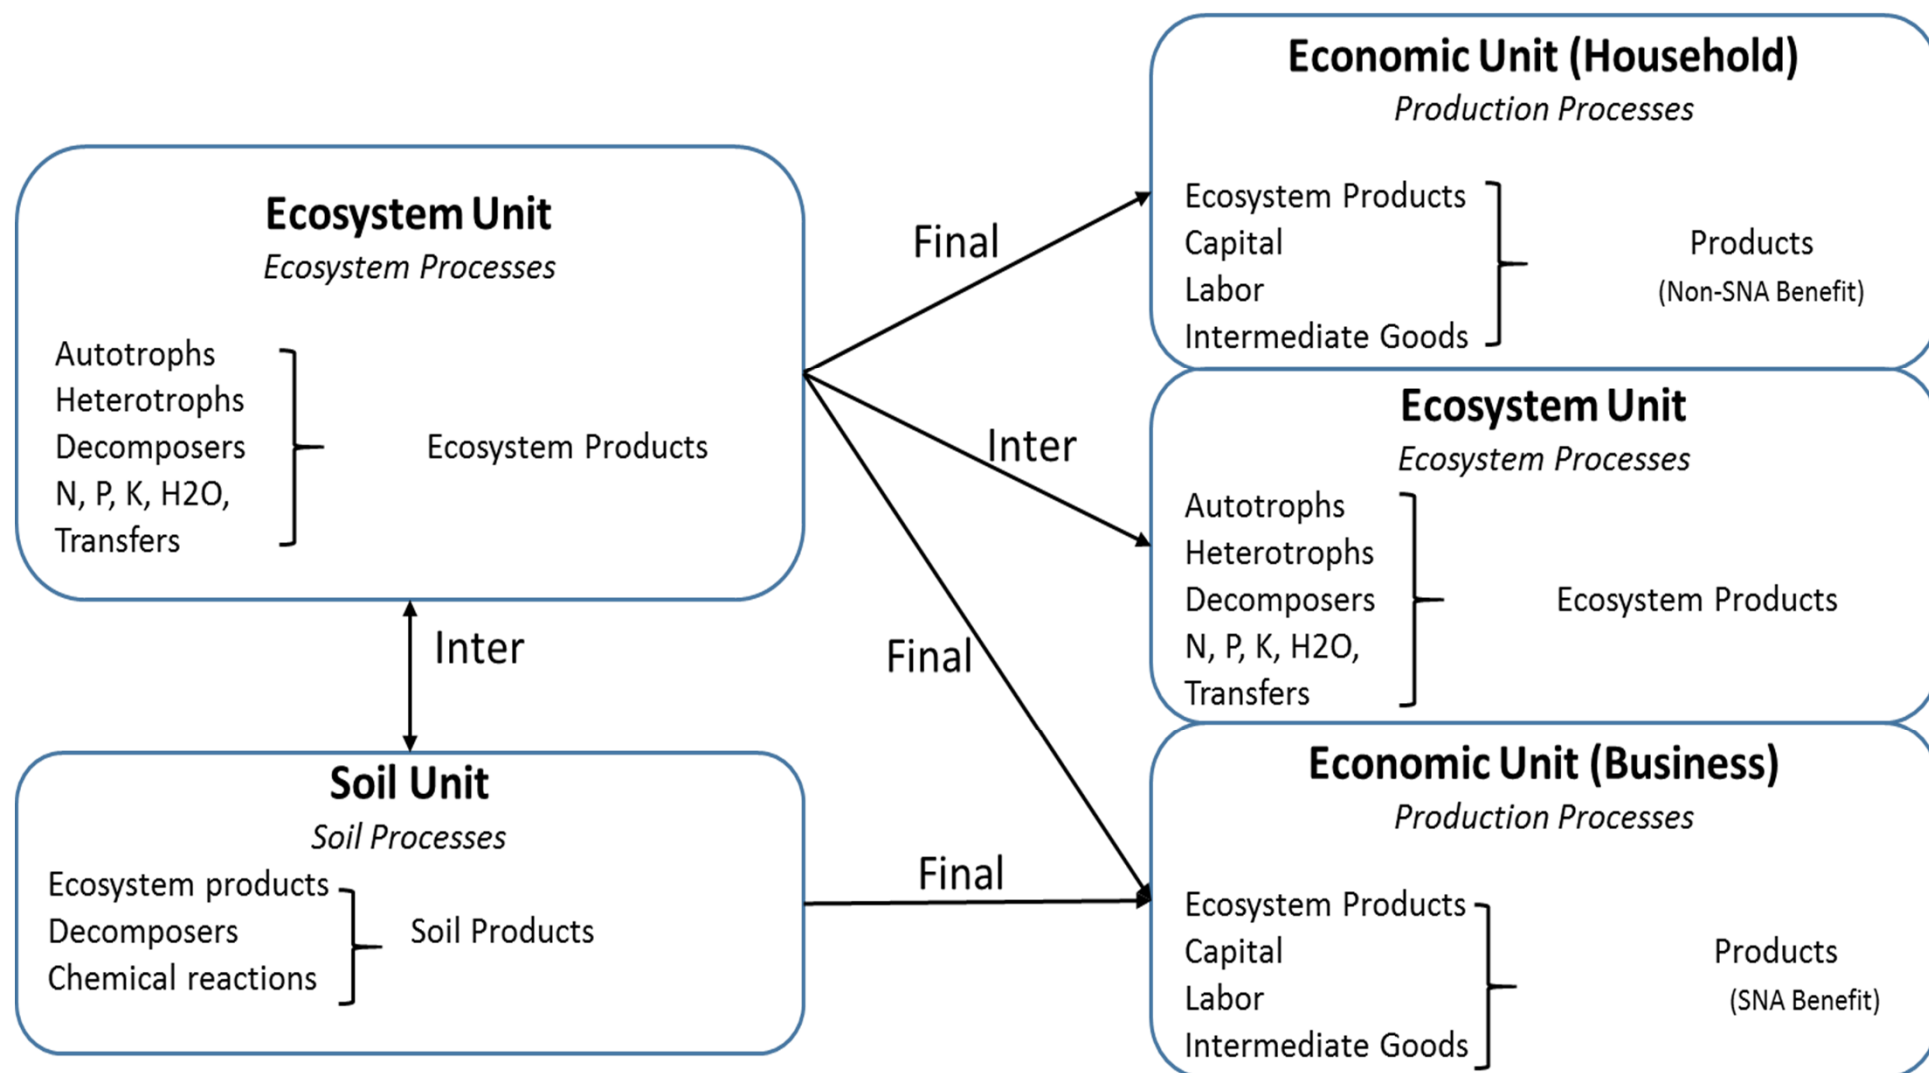 Ecosystem Unit
Ecosystem Processes
Autotrophs
Heterotrophs
Decomposers
N, P, K, H2O,
Transfers
Ecosystem Products
Inter
Soil Unit
Soil Processes
Ecosystem products
Decomposers
Chemical reactions
Soil Products
Final
Inter
Final
Final
Economic Unit (Household)
Production Processes
Ecosystem Products
Capital
Labor
Intermediate Goods
Products
(Non-SNA Benefit)
Ecosystem Unit
Ecosystem Processes
Autotrophs
Heterotrophs
Decomposers
N, P, K, H2O,
Transfers
Ecosystem Products
Economic Unit (Business)
Production Processes
Ecosystem Products
Capital
Labor
Intermediate Goods
Products
(SNA Benefit)